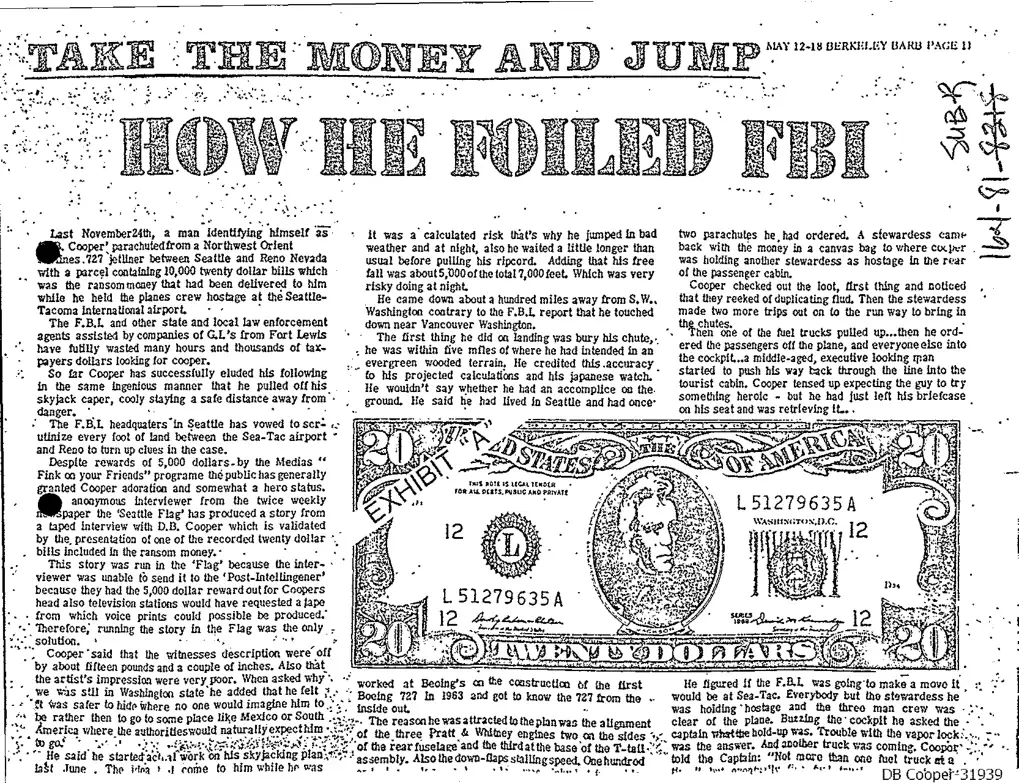 TAKE THE MONEY AND JUMP
MAY 12-18 BERKELEY BARB PAGE 11
HOW HE FOILED FBI
SUB R
Last November 24th, a man identifying himself as
Cooper' parachuted from a Northwest Orient
727 jetliner between Seattle and Reno Nevada
with a parcel containing 10,000 twenty dollar bills which
was the ransom money that had been delivered to him
while he held the planes crew hostage at the Seattle-
Tacoma International airport.
The F.B.I. and other state and local law enforcement
agents assisted by companies of G.I.'s from Fort Lewis
have futilly wasted many hours and thousands of tax-
payers dollars looking for cooper.
So far Cooper has successfully eluded his following
in the same ingenious manner that he pulled off his
skyjack caper, cooly staying a safe distance away from
danger.
The F.B.I. headquaters in Seattle has vowed to scr-
utinize every foot of land between the Sea-Tac airport
and Reno to turn up clues in the case.
Despite rewards of 5,000 dollars by the Medias "
Fink on your Friends" programe the public has generally
granted Cooper adoration and somewhat a hero status.
anonymous interviewer from the twice weekly
paper the 'Seattle Flag' has produced a story from
a taped interview with D.B. Cooper which is validated
by the presentation of one of the recorded twenty dollar
bills included in the ransom money.
This story was run in the 'Flag' because the inter-
viewer was unable to send it to the 'Post-Intellingener'
because they had the 5,000 dollar reward out for Coopers
head also television stations would have requested a tape
from which voice prints could possible be produced.
Therefore, running the story in the Flag was the only
solution.
Cooper said that the witnesses description were off
by about fifteen pounds and a couple of inches. Also that
the artist's impression were very poor. When asked why
we was still in Washington state he added that he felt
it was safer to hide where no one would imagine him to
be rather then to go to some place like Mexico or South
America where the authorities would naturally expect him
to go.
He said he started actual work on his skyjacking plan
last June . The idea come to him while he was
it was a calculated risk that's why he jumped in bad
weather and at night, also he waited a little longer than
usual before pulling his ripcord. Adding that his free
fall was about 5,000 of the total 7,000 feet. Which was very
risky doing at night.
He came down about a hundred miles away from S.W.
Washington contrary to the F.B.I. report that he touched
down near Vancouver Washington.
The first thing he did on landing was bury his chute,
he was within five miles of where he had intended in an
evergreen wooded terrain. He credited this accuracy
to his projected calculations and his japanese watch.
He wouldn't say whether he had an accomplice on the
ground. He said he had lived in Seattle and had once
two parachutes he had ordered. A stewardess came
back with the money in a canvas bag to where cooper
was holding another stewardess as hostage in the rear
of the passenger cabin.
Cooper checked out the loot, first thing and noticed
that they reeked of duplicating flud. Then the stewardess
made two more trips out on to the run way to bring in
the chutes.
Then one of the fuel trucks pulled up...then he ord-
ered the passengers off the plane, and everyone else into
the cockpit...a middle-aged, executive looking man
started to push his way back through the line into the
tourist cabin. Cooper tensed up expecting the guy to try
something heroic - but he had just left his briefcase
on his seat and was retrieving it...
EXHIBIT "A"
20
STATES
THE
OF AMERICA
20
THIS NOTE IS LEGAL TENDER
FOR ALL DEBTS, PUBLIC AND PRIVATE
L 51279635 A
WASHINGTON, D.C.
12
12
L
L 51279635 A
12
SERIES
12
20
TWENTY DOLLARS
20
worked at Beoing's on the construction of the first
Boeing 727 in 1963 and got to know the 727 from the
inside out.
The reason he was attracted to the plan was the alignment
of the three Pratt & Whitney engines two on the sides
of the rear fuselage and the third at the base of the T-tail
assembly. Also the down-flaps stalling speed. One hundred
He figured if the F.B.I. was going to make a move it
would be at Sea-Tac. Everybody but the stewardess he
was holding hostage and the three man crew was
clear of the plane. Buzzing the cockpit he asked the
captain what the hold-up was. Trouble with the vapor lock
was the answer. And another truck was coming. Cooper
told the Captain: "Not more than one fuel truck at a
DB Cooper-31939